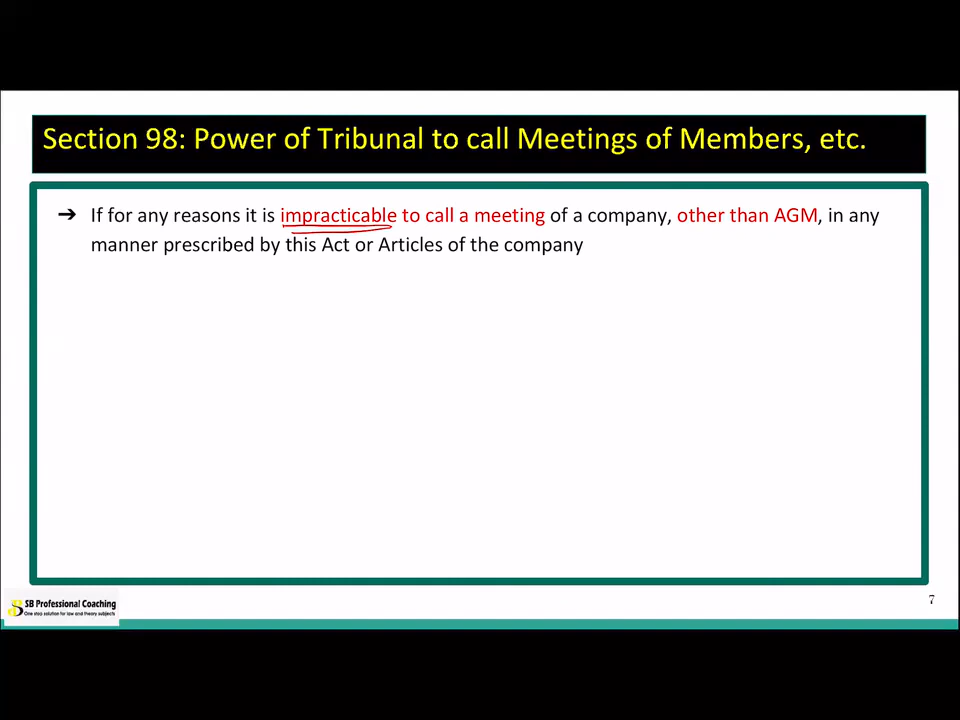 Section 98: Power of Tribunal to call Meetings of Members, etc.
➔ If for any reasons it is impracticable to call a meeting of a company, other than AGM, in any
manner prescribed by this Act or Articles of the company
SB Professional Coaching
One stop solution for law and theory subjects
7